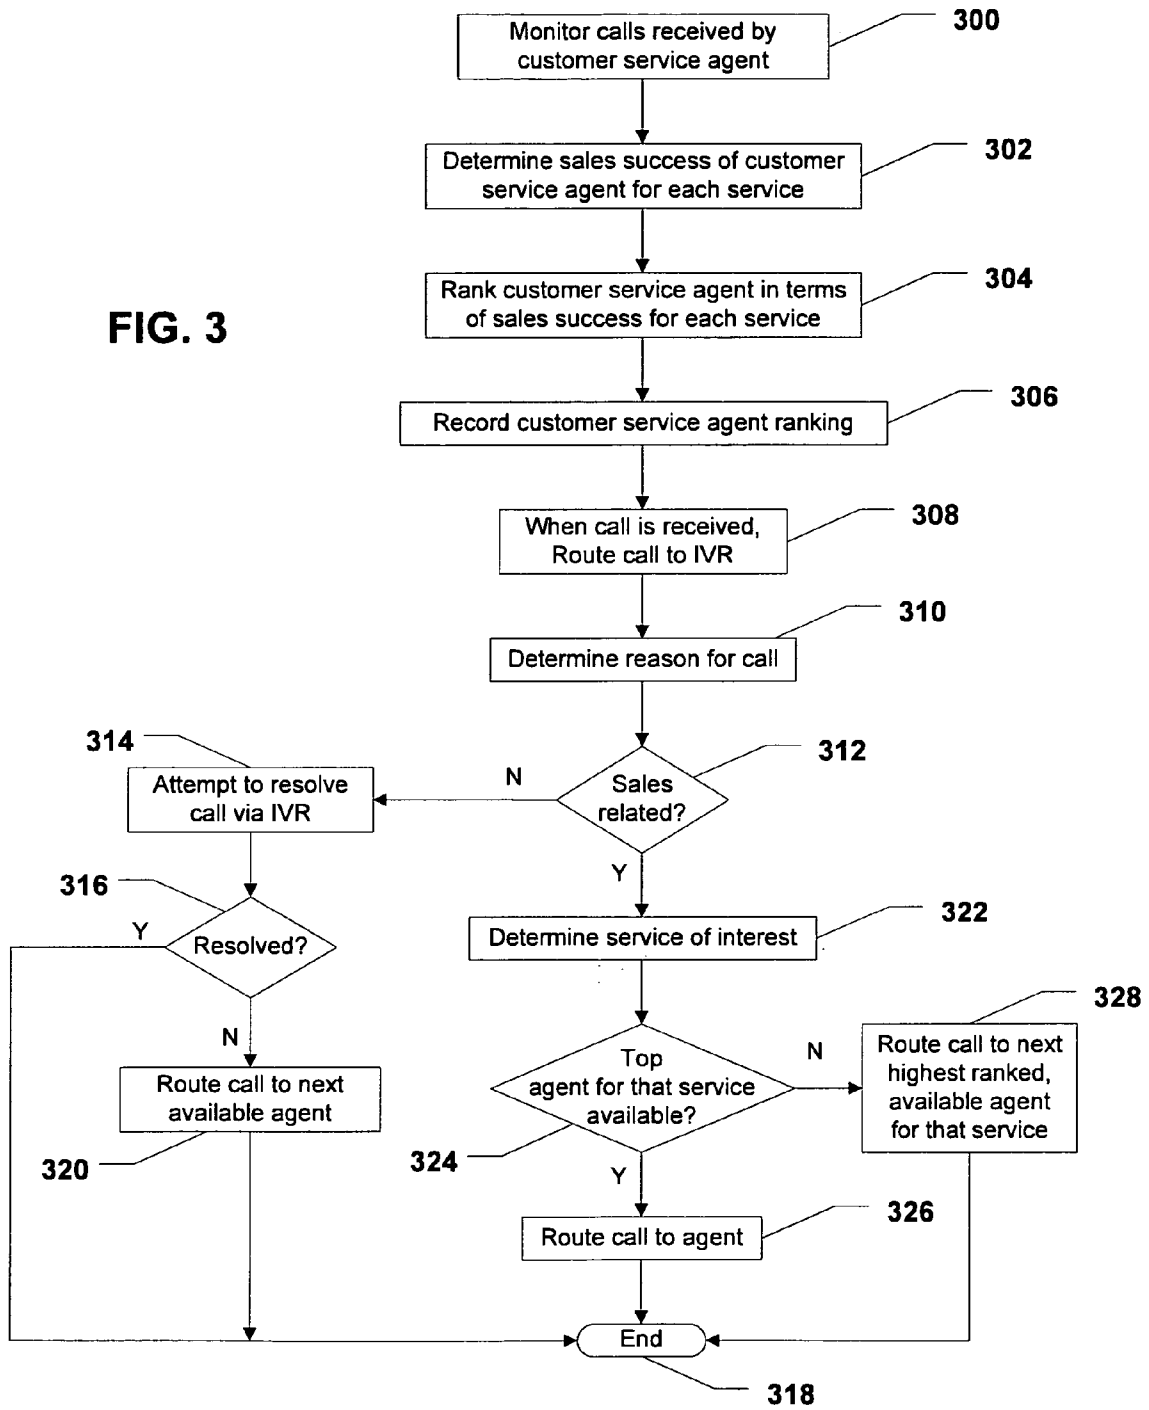 Monitor calls received by
customer service agent
300
Determine sales success of customer
service agent for each service
302
Rank customer service agent in terms
of sales success for each service
304
FIG. 3
Record customer service agent ranking
306
When call is received,
Route call to IVR
308
310
Determine reason for call
314
312
Attempt to resolve
call via IVR
N
Sales
related?
Y
316
Y
Resolved?
322
Determine service of interest
N
328
Top
agent for that service
available?
N
Route call to next
highest ranked,
available agent
for that service
Route call to next
available agent
320
324
Y
326
Route call to agent
End
318